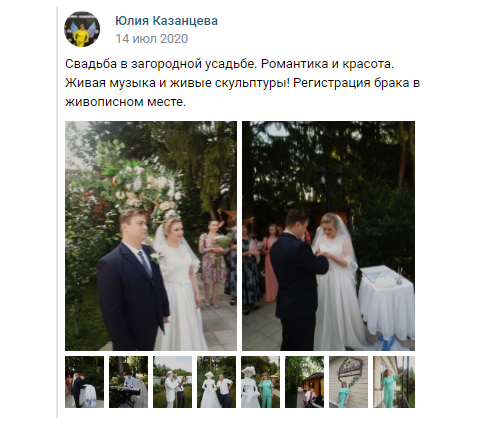 Юлия Казанцева
14 июл 2020
Свадьба в загородной усадьбе. Романтика и красота.
Живая музыка и живые скульптуры! Регистрация брака в
живописном месте.